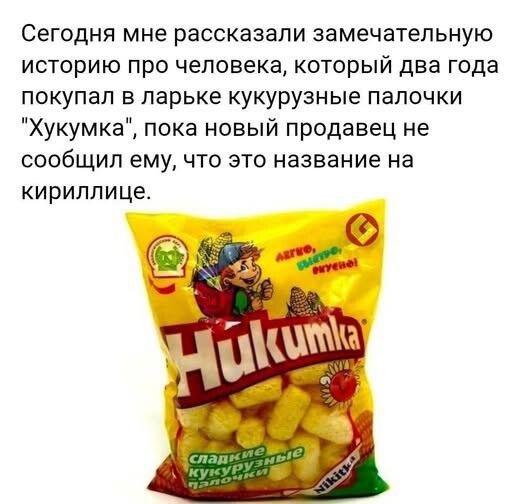 Сегодня мне рассказали замечательную
историю про человека, который два года
покупал в ларьке кукурузные палочки
"Хукумка", пока новый продавец не
сообщил ему, что это название на
кириллице.
легко,
быстро,
вкусно!
Никитка
сладкие
кукурузные
палочки
Nikitka